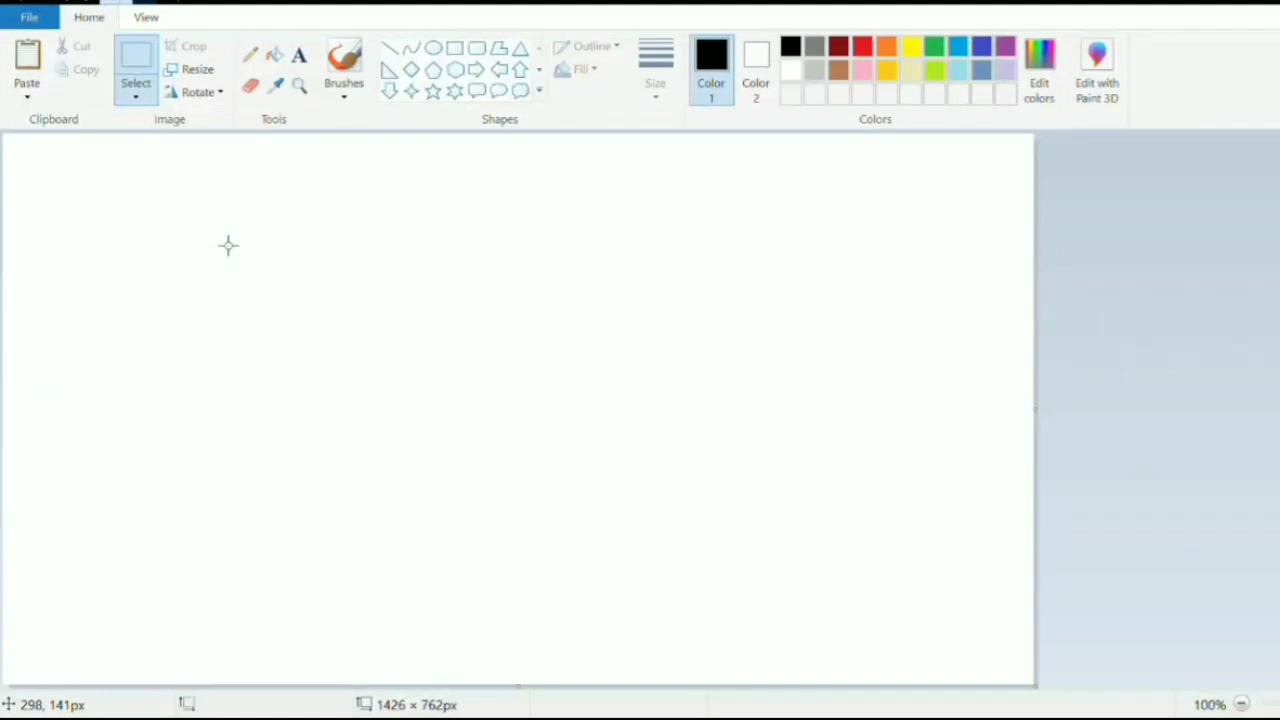 File Home View
Cut
Copy
Paste
Clipboard
Select
Crop
Resize
Rotate
Image
A
Tools
Brushes
Shapes
Outline
Fill
Size
Color 1
Color 2
Edit colors
Edit with Paint 3D
Colors
298, 141px
1426 × 762px
100%